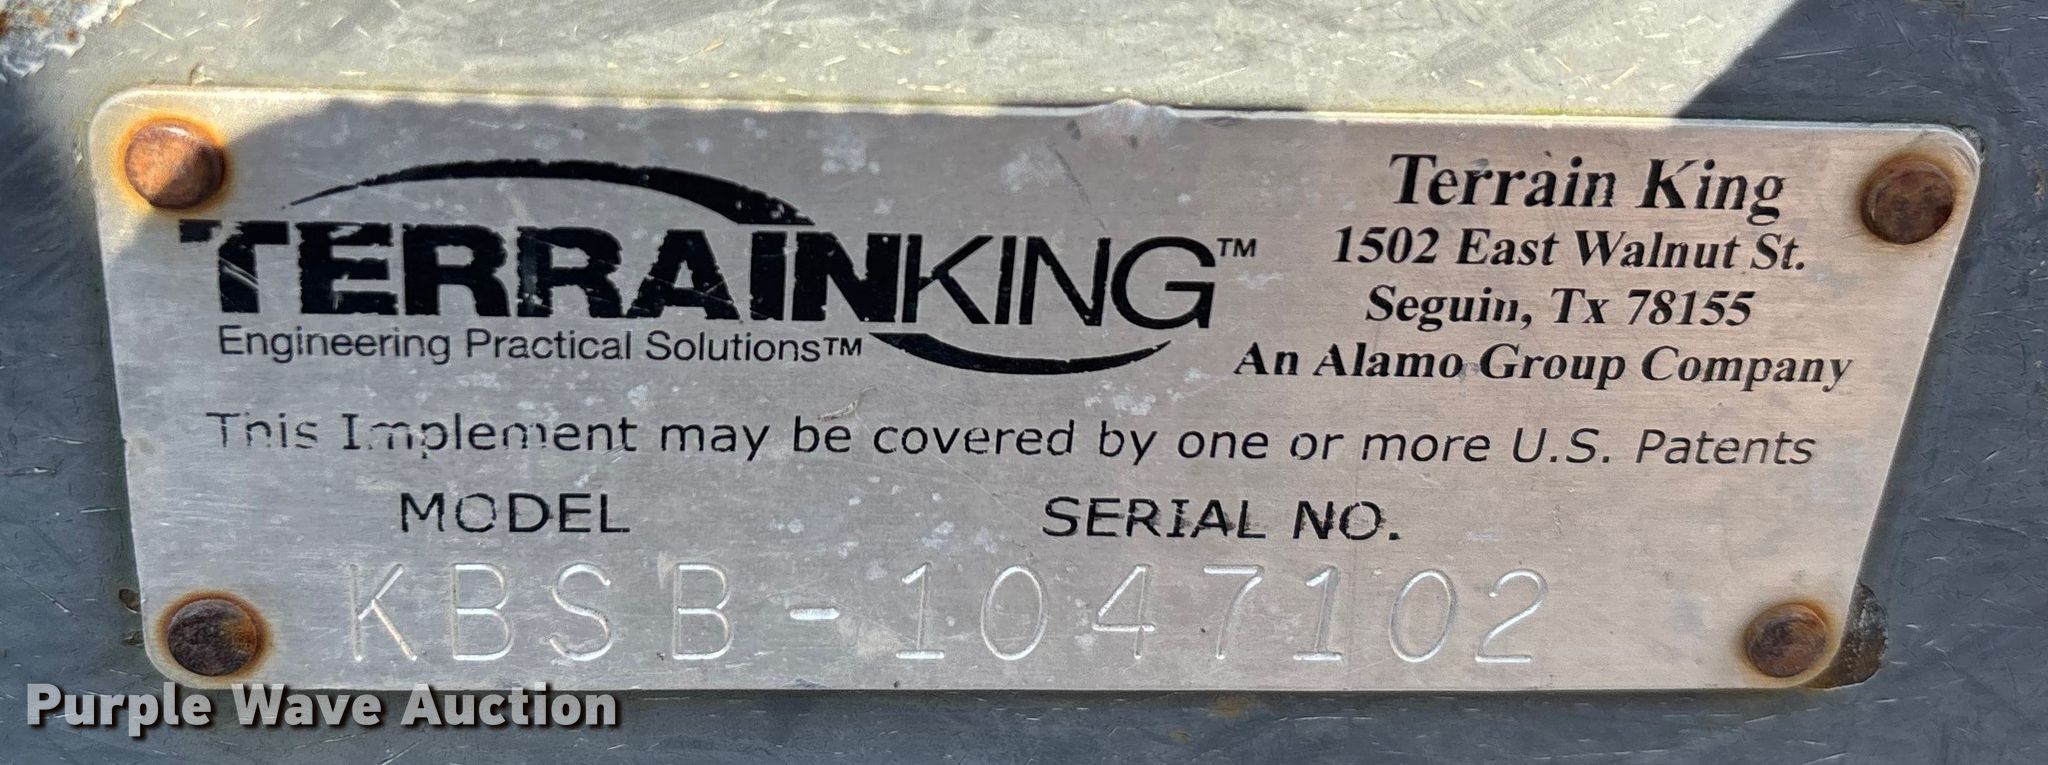 TERRAINKING™
Engineering Practical Solutions™
Terrain King
1502 East Walnut St.
Seguin, Tx 78155
An Alamo Group Company
This Implement may be covered by one or more U.S. Patents
MODEL SERIAL NO.
KBSB-1047102
Purple Wave Auction